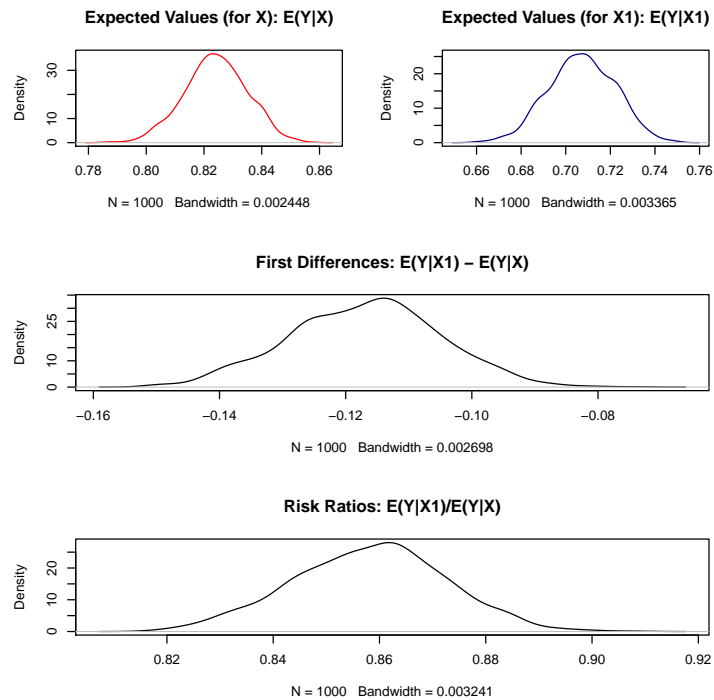 Expected Values (for X): E(Y|X)
Density
0 10 30
0.78 0.80 0.82 0.84 0.86
N = 1000 Bandwidth = 0.002448
Expected Values (for X1): E(Y|X1)
Density
0 10 20
0.66 0.68 0.70 0.72 0.74 0.76
N = 1000 Bandwidth = 0.003365
First Differences: E(Y|X1) − E(Y|X)
Density
0 10 25
−0.16 −0.14 −0.12 −0.10 −0.08
N = 1000 Bandwidth = 0.002698
Risk Ratios: E(Y|X1)/E(Y|X)
Density
0 10 20
0.82 0.84 0.86 0.88 0.90 0.92
N = 1000 Bandwidth = 0.003241